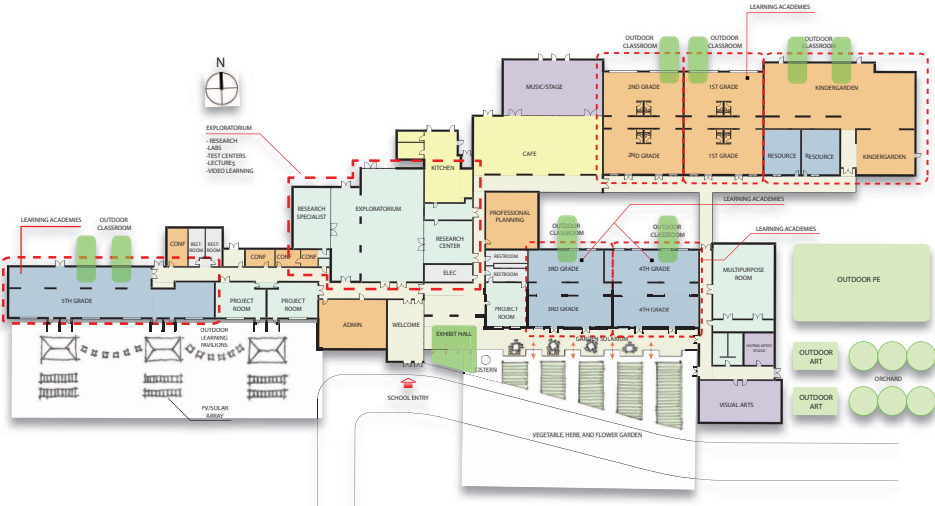 LEARNING ACADEMIES
OUTDOOR
CLASSROOM
OUTDOOR
CLASSROOM
OUTDOOR
CLASSROOM
N
MUSIC/STAGE
2ND GRADE
1ST GRADE
KINDERGARDEN
EXPLORATORIUM
- RESEARCH
-LABS
-TEST CENTERS
-LECTURES
-VIDEO LEARNING
CAFE
2ND GRADE
1ST GRADE
RESOURCE
RESOURCE
KINDERGARDEN
KITCHEN
RESEARCH
SPECIALIST
EXPLORATORIUM
PROFESSIONAL
PLANNING
LEARNING ACADEMIES
LEARNING ACADEMIES
OUTDOOR
CLASSROOM
OUTDOOR
CLASSROOM
OUTDOOR
CLASSROOM
LEARNING ACADEMIES
CONF
REST-
ROOM
REST-
ROOM
RESEARCH
CENTER
CONF
CONF
CONF
RESTROOM
RESTROOM
ELEC
3RD GRADE
4TH GRADE
MULTIPURPOSE
ROOM
OUTDOOR PE
5TH GRADE
PROJECT
ROOM
PROJECT
ROOM
PROJECT
ROOM
3RD GRADE
4TH GRADE
ADMIN
WELCOME
EXHIBIT HALL
GARDEN SOLARIUM
OUTDOOR
LEARNING
PAVILIONS
VISITING ARTIST
STUDIO
OUTDOOR
ART
CISTERN
ORCHARD
SCHOOL ENTRY
OUTDOOR
ART
VISUAL ARTS
PV/SOLAR
ARRAY
VEGETABLE, HERB, AND FLOWER GARDEN